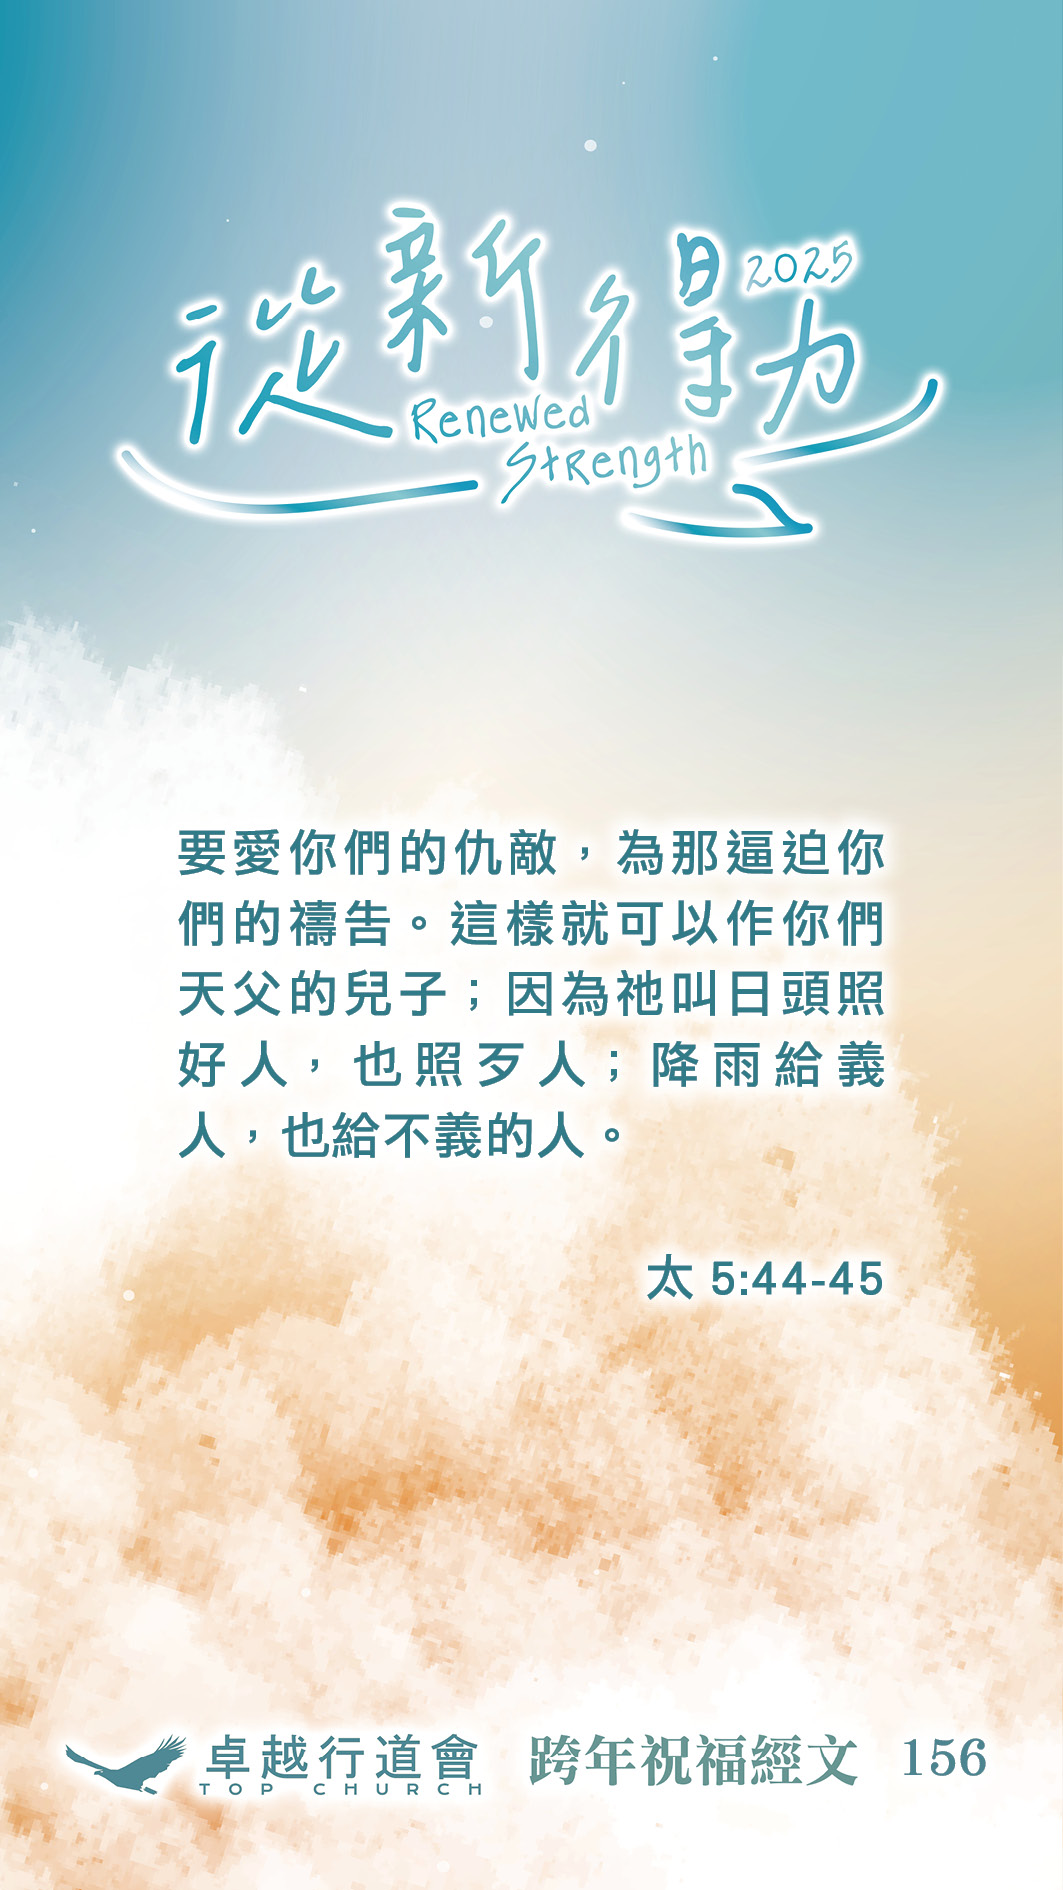 從新得力 2025
Renewed
Strength
要愛你們的仇敵，為那逼迫你
們的禱告。這樣就可以作你們
天父的兒子；因為祂叫日頭照
好人，也照歹人；降雨給義
人，也給不義的人。
太 5:44-45
卓越行道會 跨年祝福經文 156
TOP CHURCH